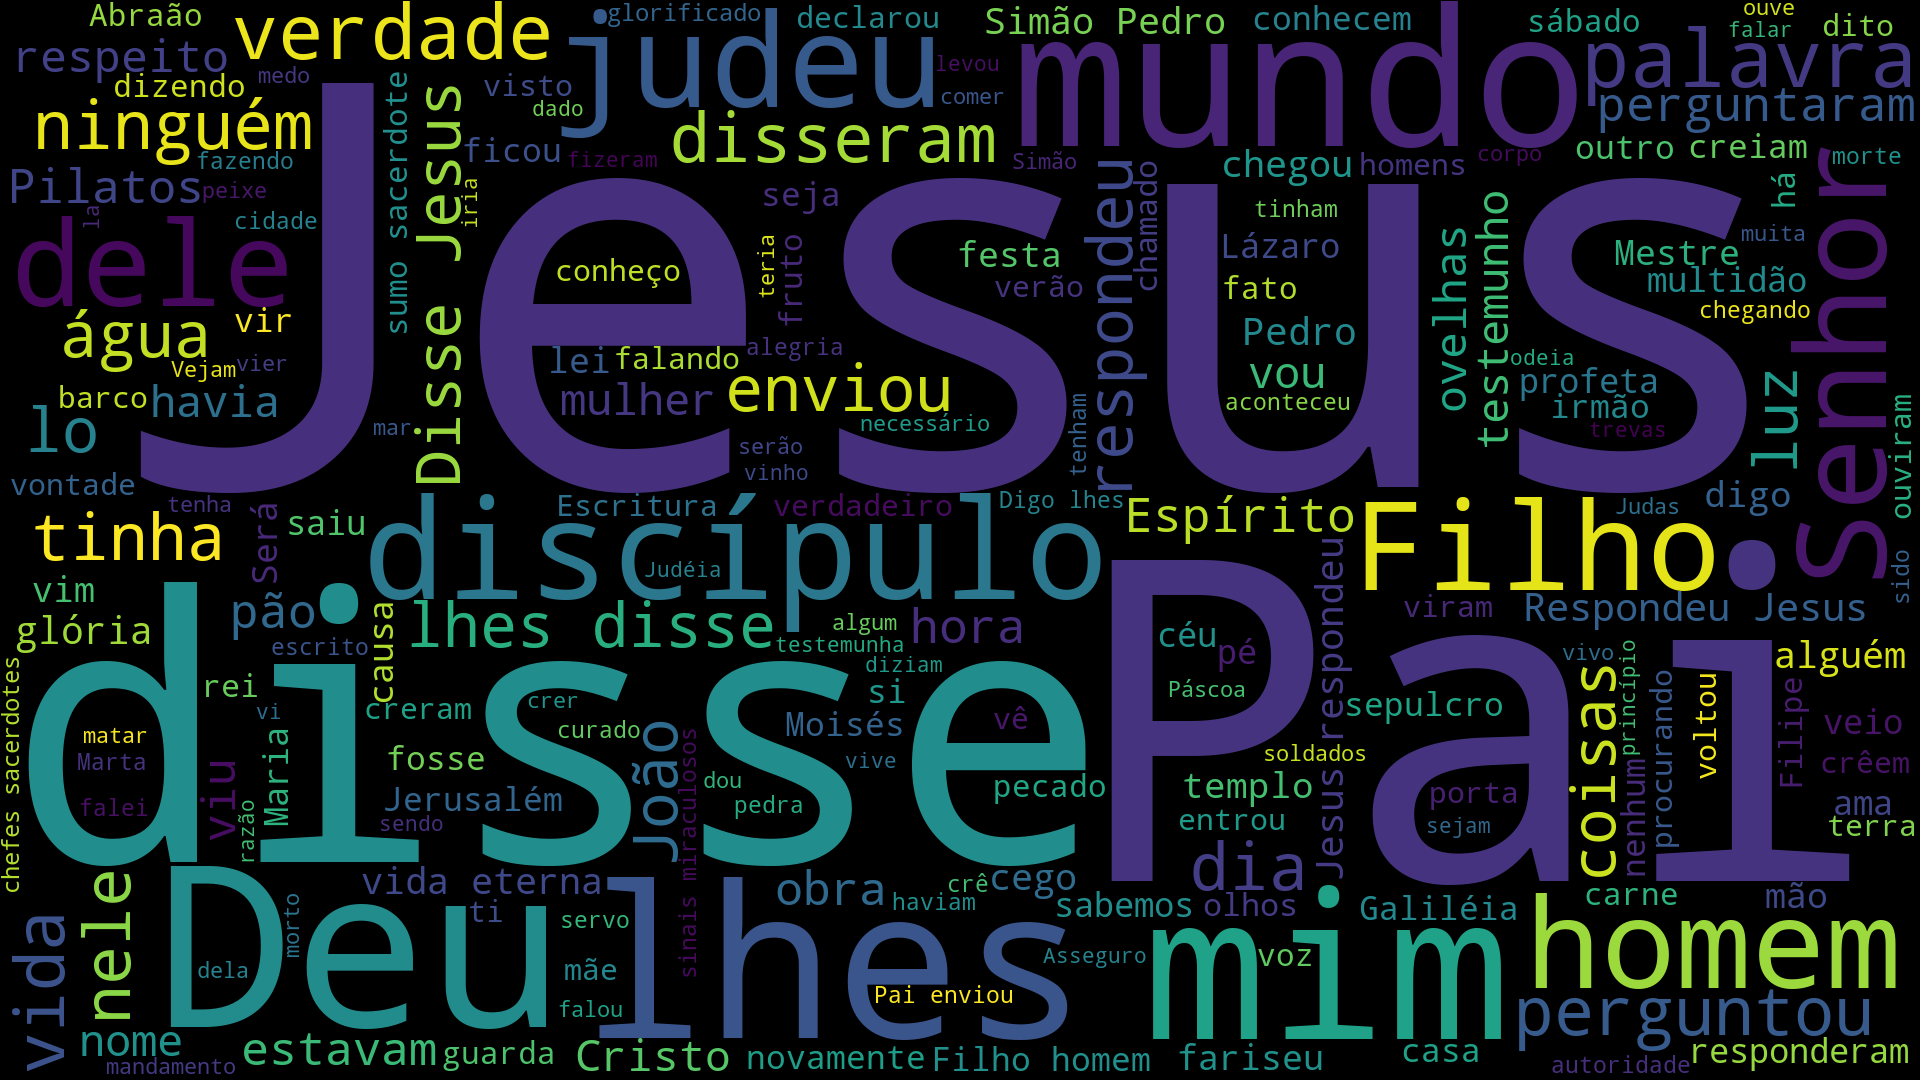 Abraão
glorificado
declarou
Simão Pedro
conhecem
sábado
ouve
falar
dito
verdade
respeito
judeu
mundo
palavra
dizendo
medo
visto
levou
comer
dado
perguntaram
ninguém
disseram
sumo sacerdote
Disse Jesus
ficou
fizeram
Simão
chegou
homens
corpo
outro
creiam
morte
fazendo
Pilatos
peixe
iria
seja
respondeu
chamado
tinham
testemunho
há
senhor
la
cidade
dele
Jesus
conheço
teria
fruto
festa
verão
Lázaro
fato
ovelhas
Mestre
muita
multidão
chegando
água
vir
Vejam
vier
lei
falando
alegria
Pedro
vou
odeia
profeta
irmão
trevas
luz
barco
havia
mulher
enviou
aconteceu
necessário
tenham
lo
mar
serão
vinho
ouviram
vontade
tenha
Escritura
verdadeiro
Digo lhes
Espírito
Filho
Judas
digo
tinha
Será
saiu
discípulo
Judéia
sido
vim
pão
glória
escrito
causa
lhes disse
algum
testemunha
hora
diziam
céu
pé
Jesus respondeu
viram
Respondeu Jesus
vivo
princípio
alguém
chefes sacerdotes
rei
vi
disse
creram
crer
curado
si
Moisés
vê
Páscoa
Pai
sepulcro
coisas
procurando
voltou
Filipe
veio
crêem
matar
Marta
falei
viu
razão
Maria
fosse
Jerusalém
sendo
João
sinais miraculosos
dou
pedra
vive
pecado
soldados
templo
entrou
porta
sejam
nenhum
ama
terra
vida
nele
Deu
vida eterna
ti
morto
dela
servo
mãe
falou
lhes
obra
haviam
crê
cego
Pai enviou
dia
sabemos
olhos
Asseguro
mim
voz
Galiléia
carne
mão
homem
perguntou
nome
mandamento
estavam
guarda
Cristo
novamente
Filho homem
fariseu
casa
autoridade
responderam